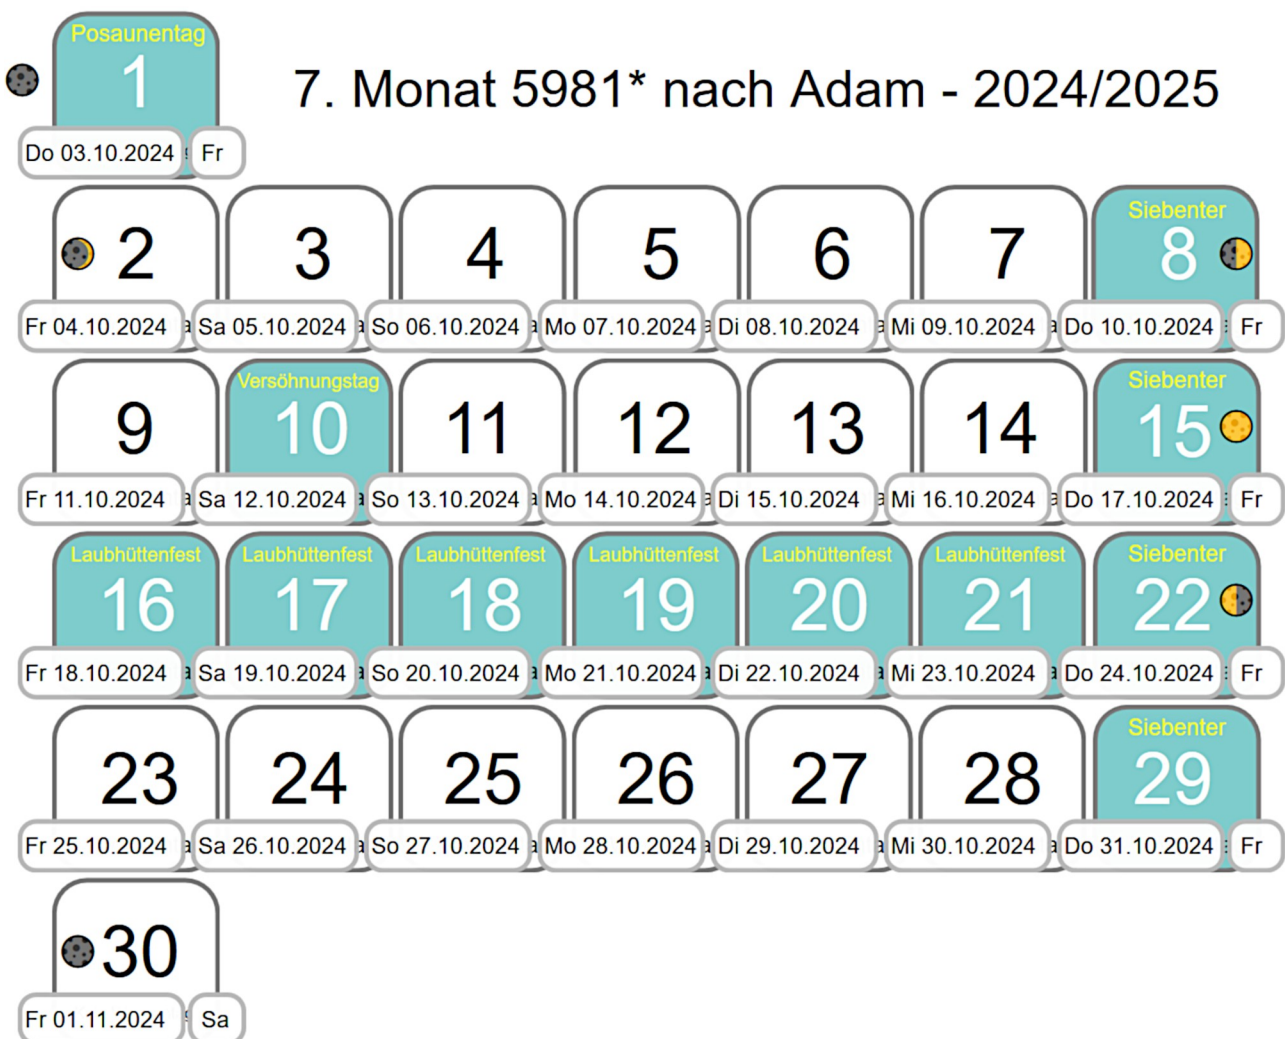 Posaunentag
1
7. Monat 5981* nach Adam - 2024/2025
Do 03.10.2024 Fr
Siebenter
2 3 4 5 6 7 8
Fr 04.10.2024 Sa 05.10.2024 So 06.10.2024 Mo 07.10.2024 Di 08.10.2024 Mi 09.10.2024 Do 10.10.2024 Fr
Versöhnungstag Siebenter
9 10 11 12 13 14 15
Fr 11.10.2024 Sa 12.10.2024 So 13.10.2024 Mo 14.10.2024 Di 15.10.2024 Mi 16.10.2024 Do 17.10.2024 Fr
Laubhüttenfest Laubhüttenfest Laubhüttenfest Laubhüttenfest Laubhüttenfest Laubhüttenfest Siebenter
16 17 18 19 20 21 22
Fr 18.10.2024 Sa 19.10.2024 So 20.10.2024 Mo 21.10.2024 Di 22.10.2024 Mi 23.10.2024 Do 24.10.2024 Fr
Siebenter
23 24 25 26 27 28 29
Fr 25.10.2024 Sa 26.10.2024 So 27.10.2024 Mo 28.10.2024 Di 29.10.2024 Mi 30.10.2024 Do 31.10.2024 Fr
30
Fr 01.11.2024 Sa